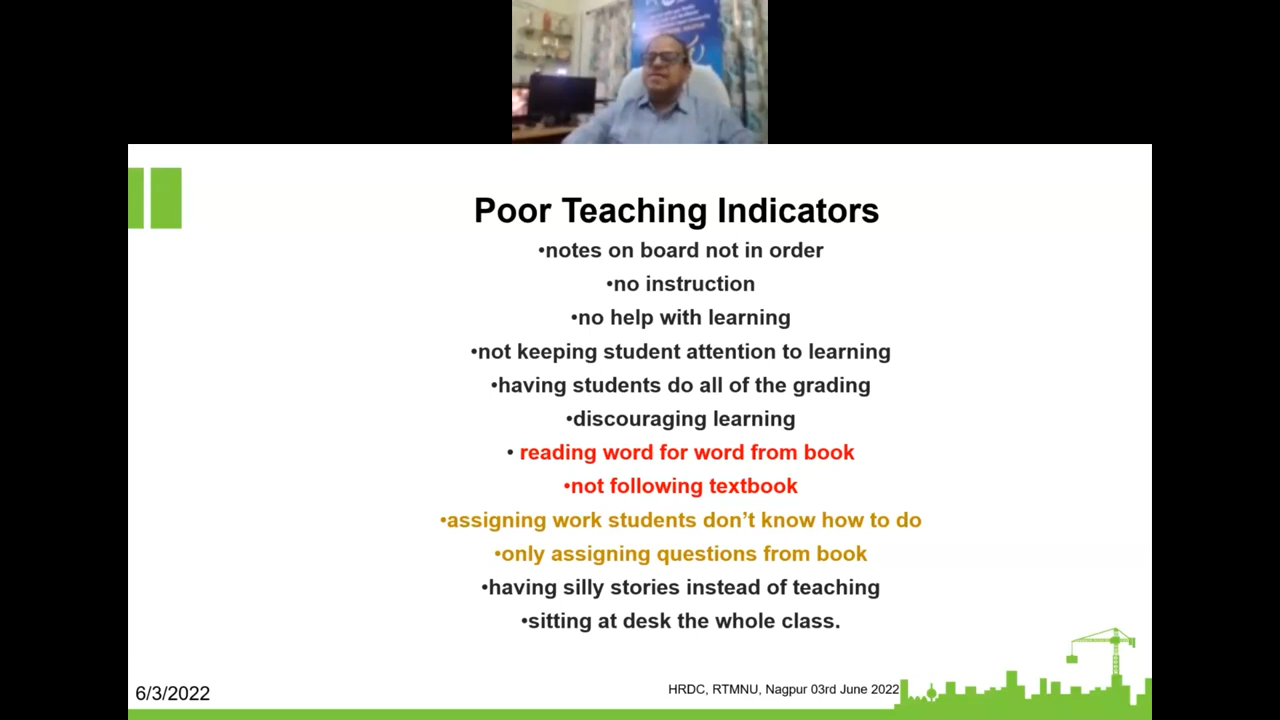 Poor Teaching Indicators
•notes on board not in order
•no instruction
•no help with learning
•not keeping student attention to learning
•having students do all of the grading
•discouraging learning
• reading word for word from book
•not following textbook
•assigning work students don’t know how to do
•only assigning questions from book
•having silly stories instead of teaching
•sitting at desk the whole class.
6/3/2022
HRDC, RTMNU, Nagpur 03rd June 2022